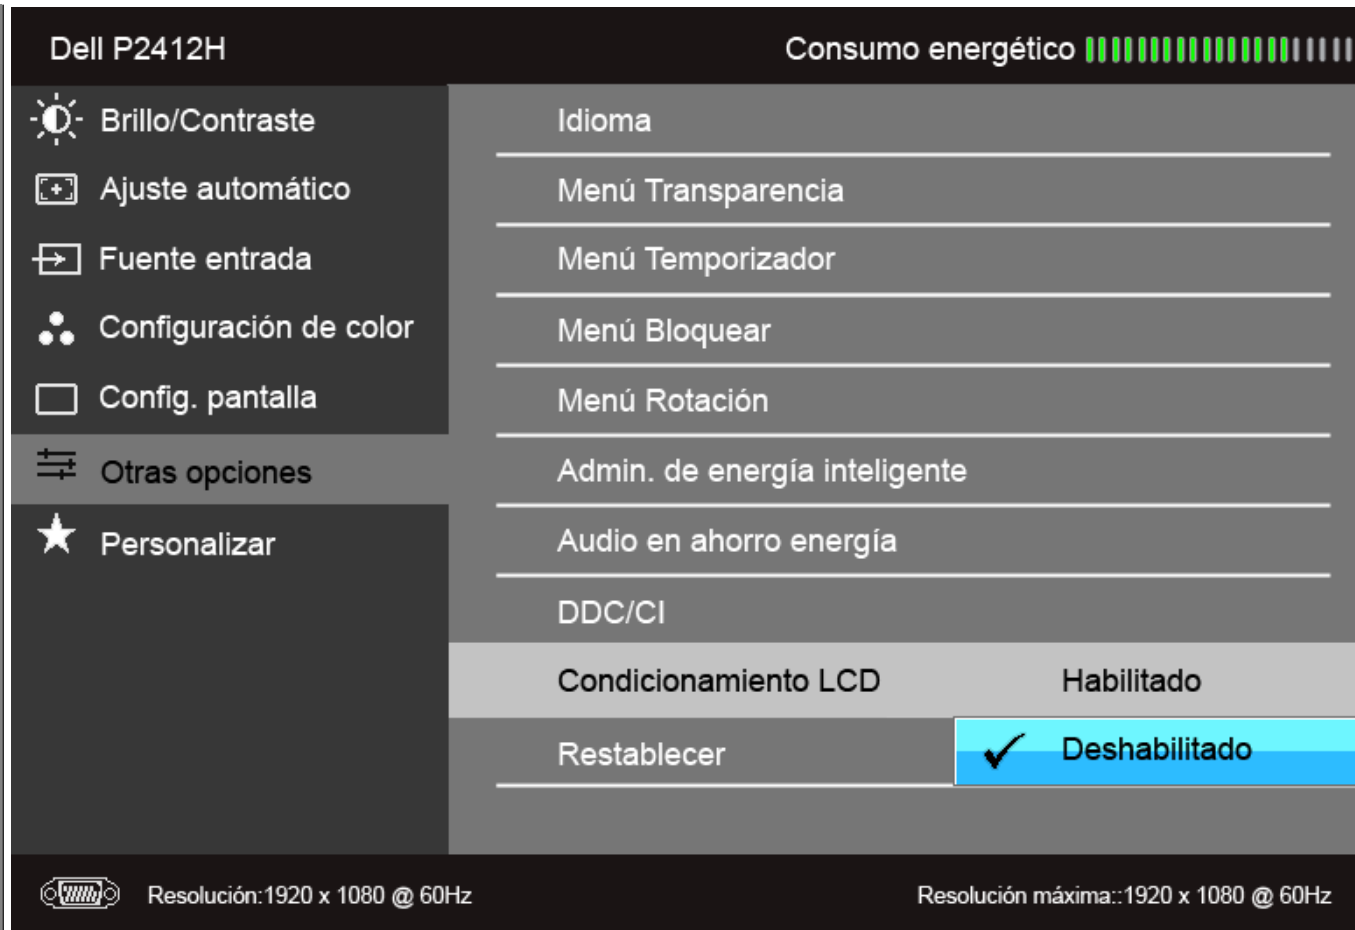 Dell P2412H
Consumo energético
Brillo/Contraste
Ajuste automático
Fuente entrada
Configuración de color
Config. pantalla
Otras opciones
Personalizar
Idioma
Menú Transparencia
Menú Temporizador
Menú Bloquear
Menú Rotación
Admin. de energía inteligente
Audio en ahorro energía
DDC/CI
Condicionamiento LCD
Habilitado
Restablecer
Deshabilitado
Resolución:1920 x 1080 @ 60Hz
Resolución máxima::1920 x 1080 @ 60Hz